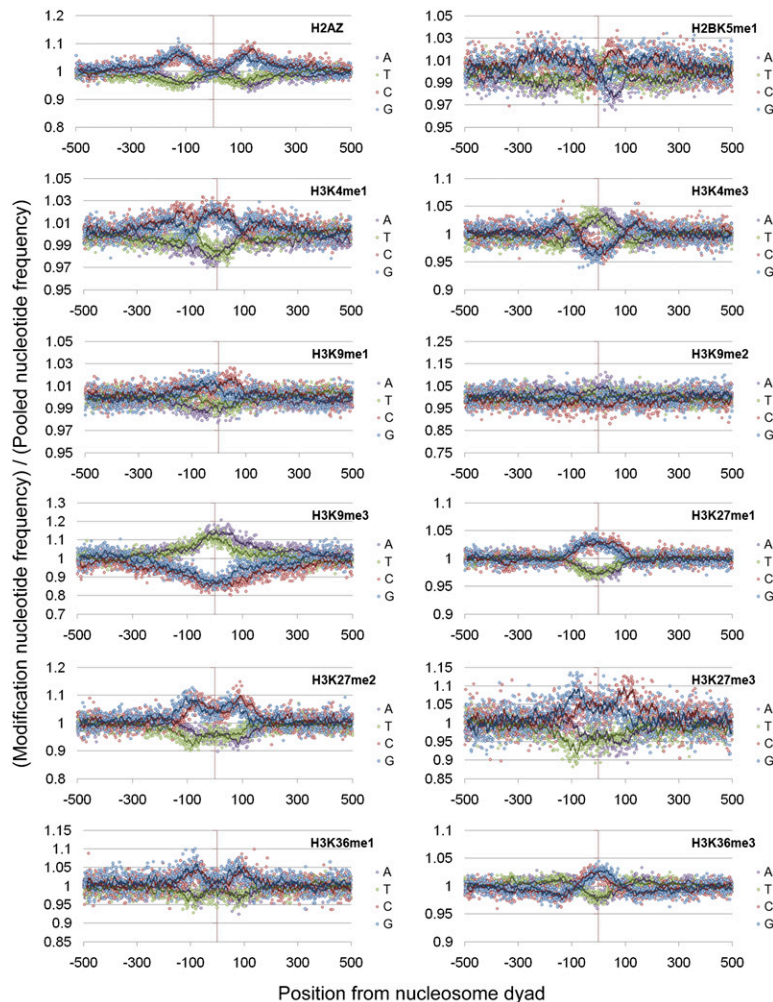 (Modification nucleotide frequency) / (Pooled nucleotide frequency)
H2AZ
1.2
1.1
1
0.9
0.8
-500 -300 -100 100 300 500
A
T
C
G
H2BK5me1
1.05
1.03
1.01
0.99
0.97
0.95
-500 -300 -100 100 300 500
A
T
C
G
H3K4me1
1.05
1.03
1.01
0.99
0.97
0.95
-500 -300 -100 100 300 500
A
T
C
G
H3K4me3
1.1
1.05
1
0.95
0.9
-500 -300 -100 100 300 500
A
T
C
G
H3K9me1
1.05
1.03
1.01
0.99
0.97
0.95
-500 -300 -100 100 300 500
A
T
C
G
H3K9me2
1.25
1.15
1.05
0.95
0.85
0.75
-500 -300 -100 100 300 500
A
T
C
G
H3K9me3
1.3
1.2
1.1
1
0.9
0.8
0.7
-500 -300 -100 100 300 500
A
T
C
G
H3K27me1
1.1
1.05
1
0.95
0.9
-500 -300 -100 100 300 500
A
T
C
G
H3K27me2
1.2
1.1
1
0.9
0.8
-500 -300 -100 100 300 500
A
T
C
G
H3K27me3
1.15
1.1
1.05
1
0.95
0.9
0.85
-500 -300 -100 100 300 500
A
T
C
G
H3K36me1
1.15
1.1
1.05
1
0.95
0.9
0.85
-500 -300 -100 100 300 500
A
T
C
G
H3K36me3
1.1
1.05
1
0.95
0.9
-500 -300 -100 100 300 500
A
T
C
G
Position from nucleosome dyad